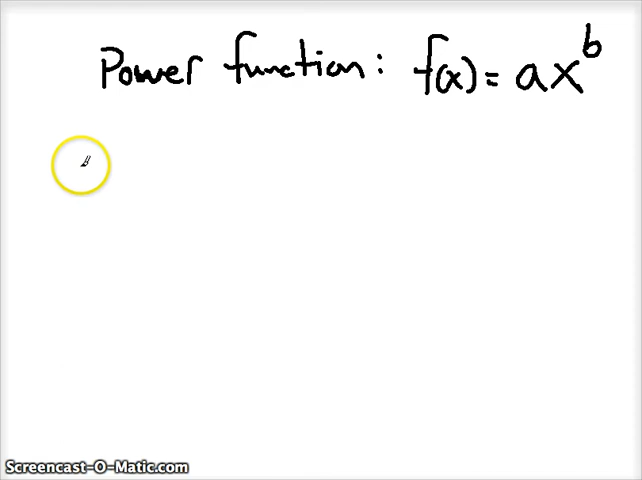 Power function: f(x) = ax^b
Screencast-O-Matic.com